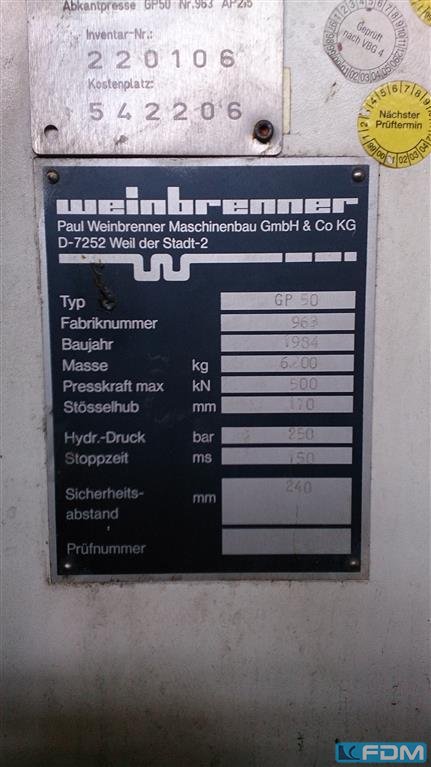 Abkantpresse GP50 Nr.963 AP215
Inventar-Nr.:
220106
Kostenplatz:
542206
Geprüft
nach VBG 4
Nächster
Prüftermin
weinbrenner
Paul Weinbrenner Maschinenbau GmbH & Co KG
D-7252 Weil der Stadt-2
Typ GP 50
Fabriknummer 963
Baujahr 1984
Masse kg 6200
Presskraft max kN 500
Stösselhub mm 170
Hydr.-Druck bar 250
Stoppzeit ms 150
Sicherheits- mm 240
abstand
Prüfnummer
FDM